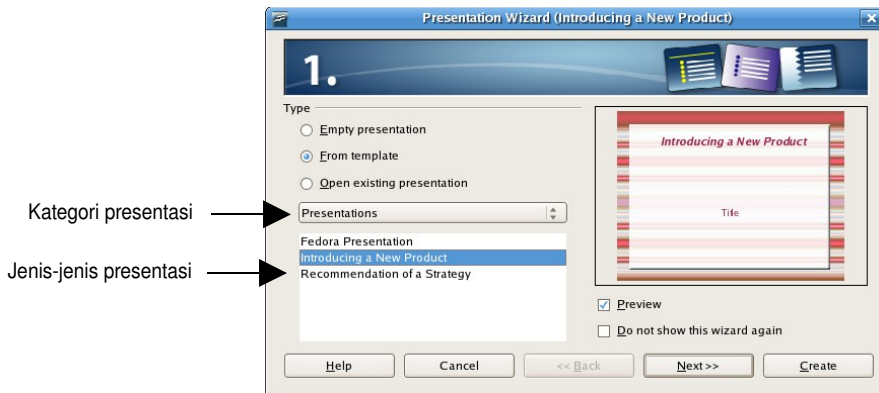 Presentation Wizard (Introducing a New Product)
1.
Type
Empty presentation
From template
Open existing presentation
Kategori presentasi
Presentations
Jenis-jenis presentasi
Fedora Presentation
Introducing a New Product
Recommendation of a Strategy
Introducing a New Product
Title
Preview
Do not show this wizard again
Help Cancel << Back Next >> Create